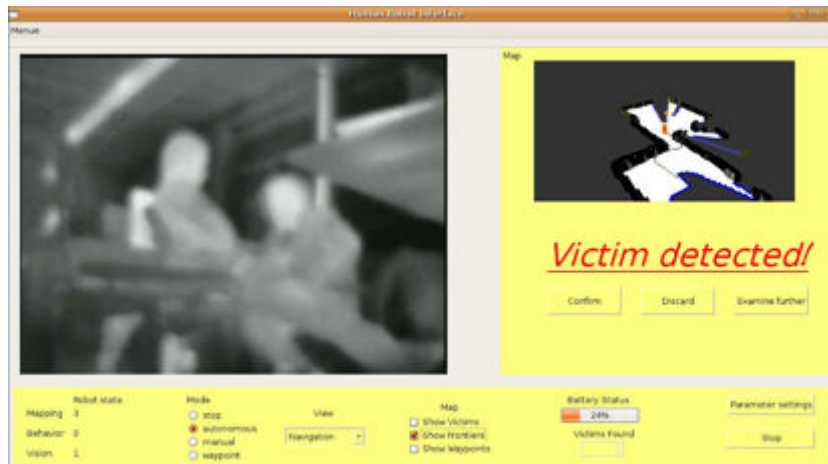 Human Robot Interface
Menue
Map
Victim detected!
Confirm Discard Examine further
Robot state
Mapping 3
Behavior 0
Vision 1
Mode
stop
autonomous
manual
waypoint
View
Navigation
Map
Show Victims
Show Frontiers
Show Waypoints
Battery Status
24%
Victims Found
Parameter settings
Stop